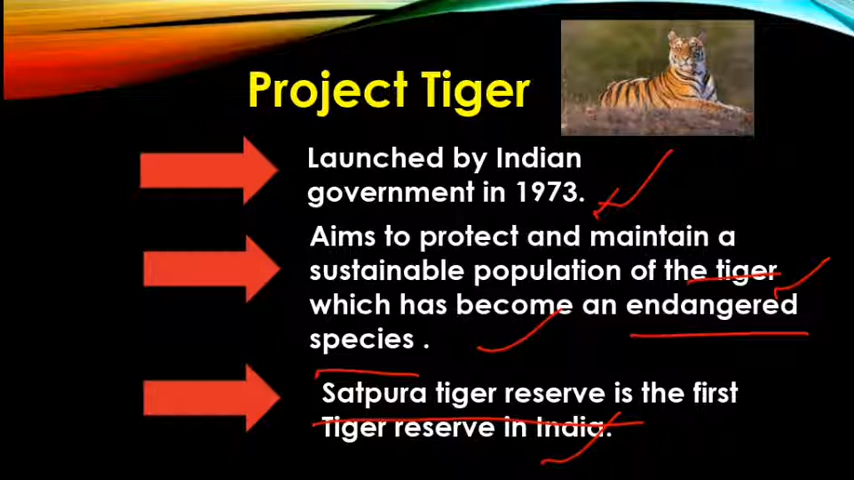 Project Tiger
Launched by Indian
government in 1973.
Aims to protect and maintain a
sustainable population of the tiger
which has become an endangered
species .
Satpura tiger reserve is the first
Tiger reserve in India.